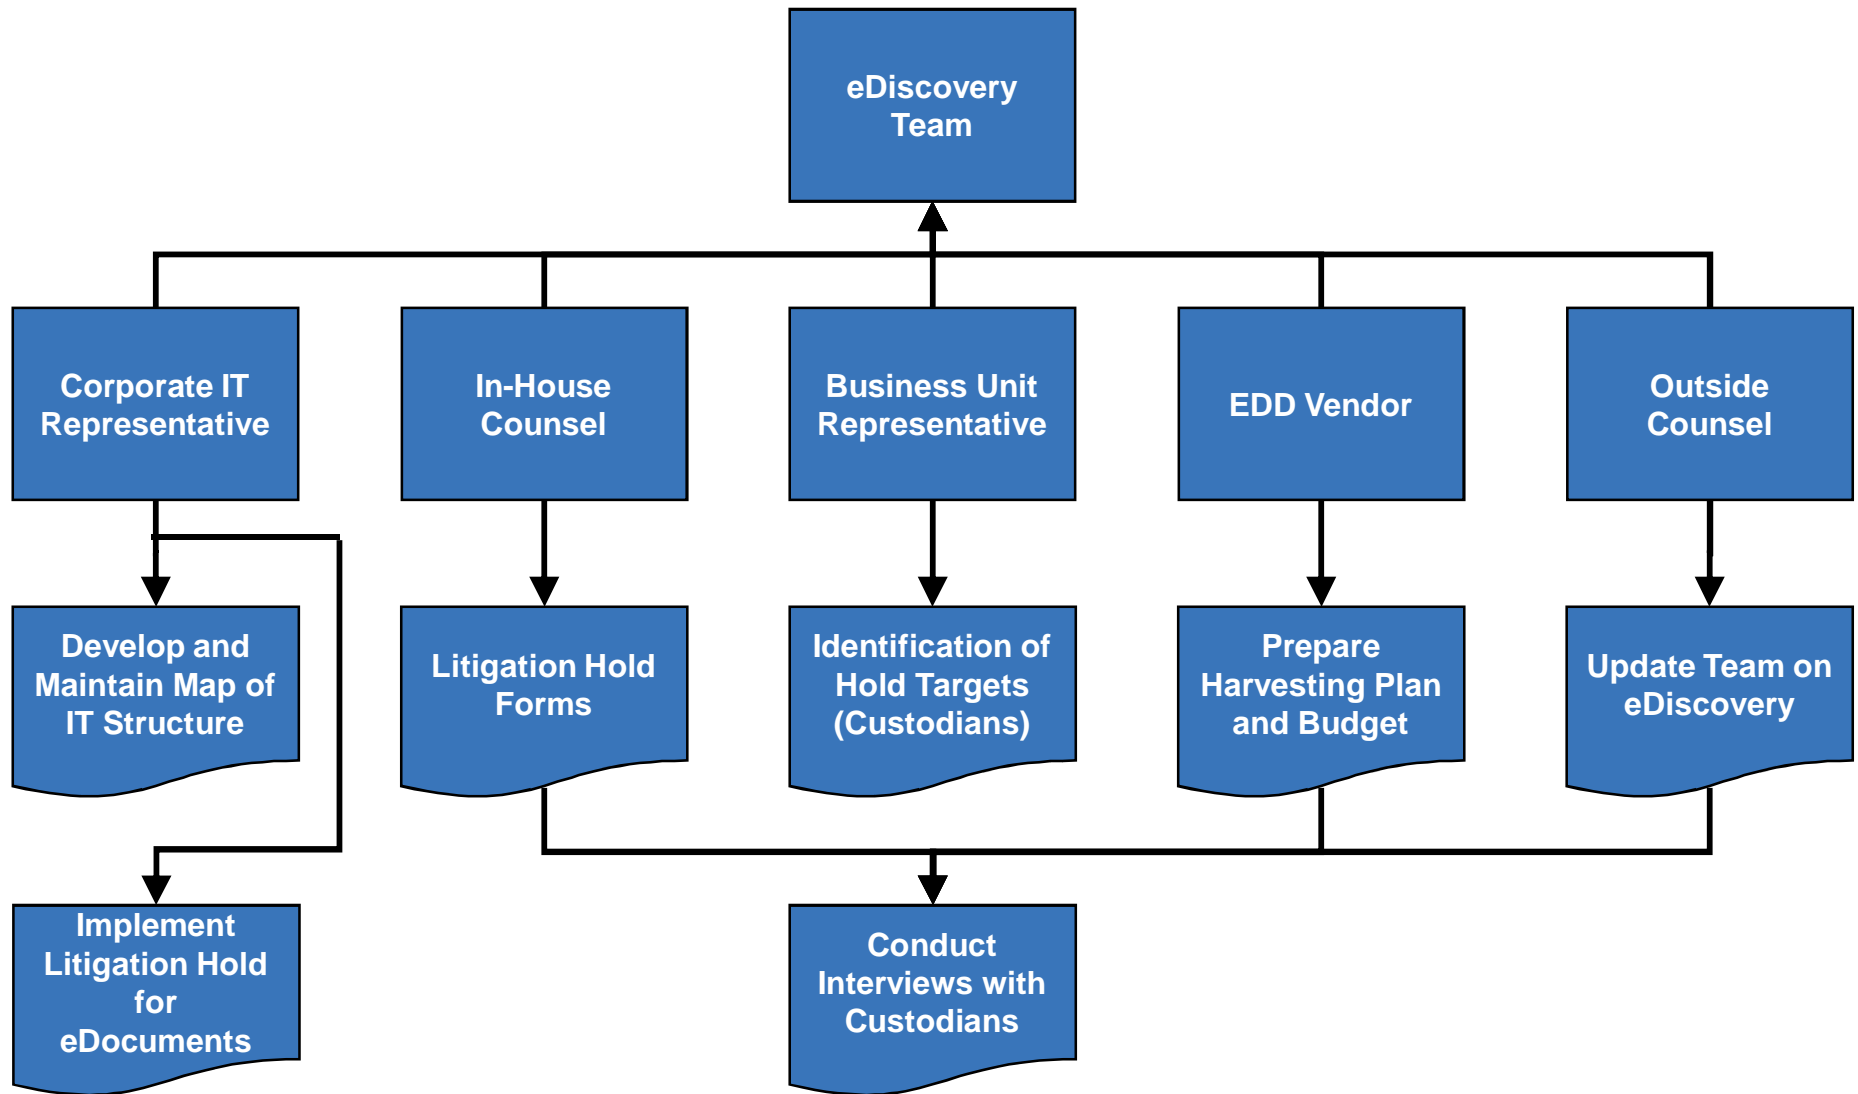 eDiscovery
Team
Corporate IT
Representative
In-House
Counsel
Business Unit
Representative
EDD Vendor
Outside
Counsel
Develop and
Maintain Map of
IT Structure
Litigation Hold
Forms
Identification of
Hold Targets
(Custodians)
Prepare
Harvesting Plan
and Budget
Update Team on
eDiscovery
Implement
Litigation Hold
for
eDocuments
Conduct
Interviews with
Custodians